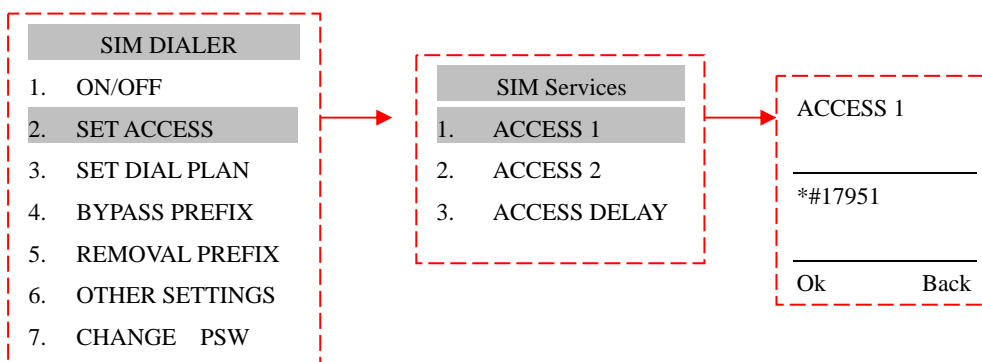 SIM DIALER
1. ON/OFF
2. SET ACCESS
3. SET DIAL PLAN
4. BYPASS PREFIX
5. REMOVAL PREFIX
6. OTHER SETTINGS
7. CHANGE PSW
SIM Services
1. ACCESS 1
2. ACCESS 2
3. ACCESS DELAY
ACCESS 1
*#17951
Ok Back